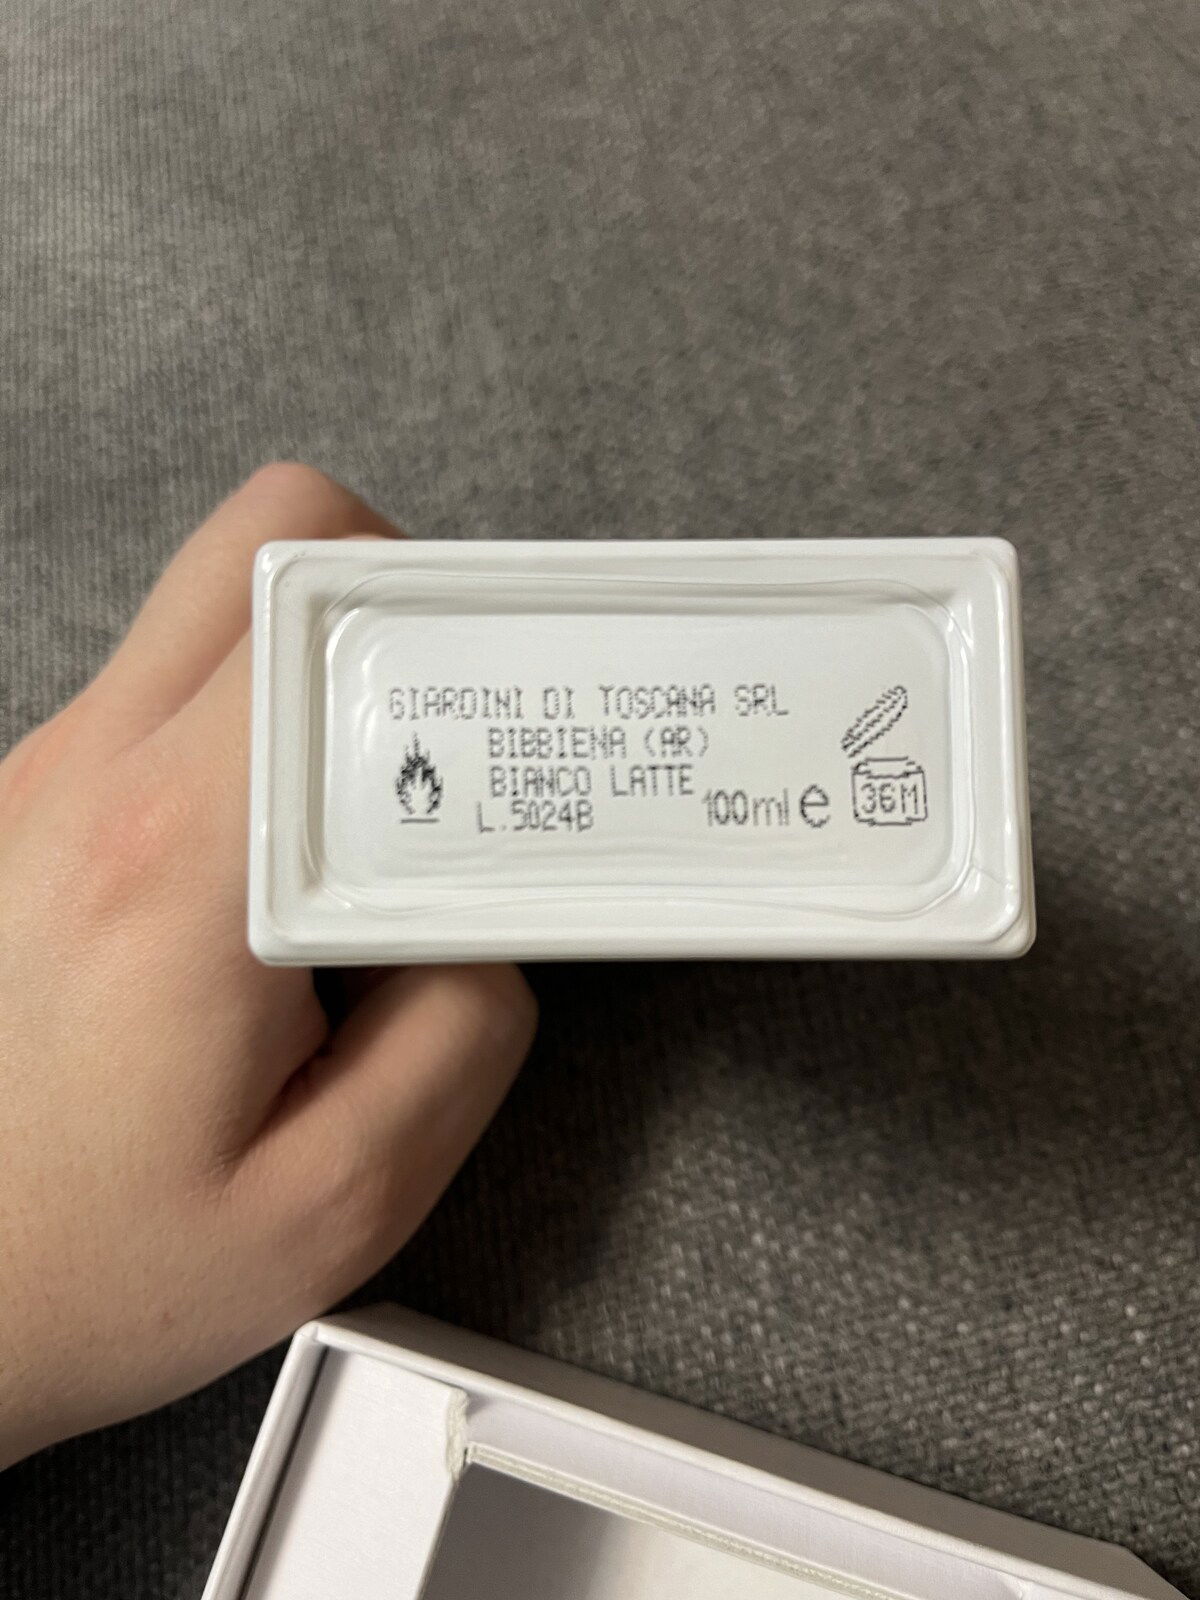 GIARDINI DI TOSCANA SRL
BIBBIENA (AR)
BIANCO LATTE
L.5024B
100ml e
36M